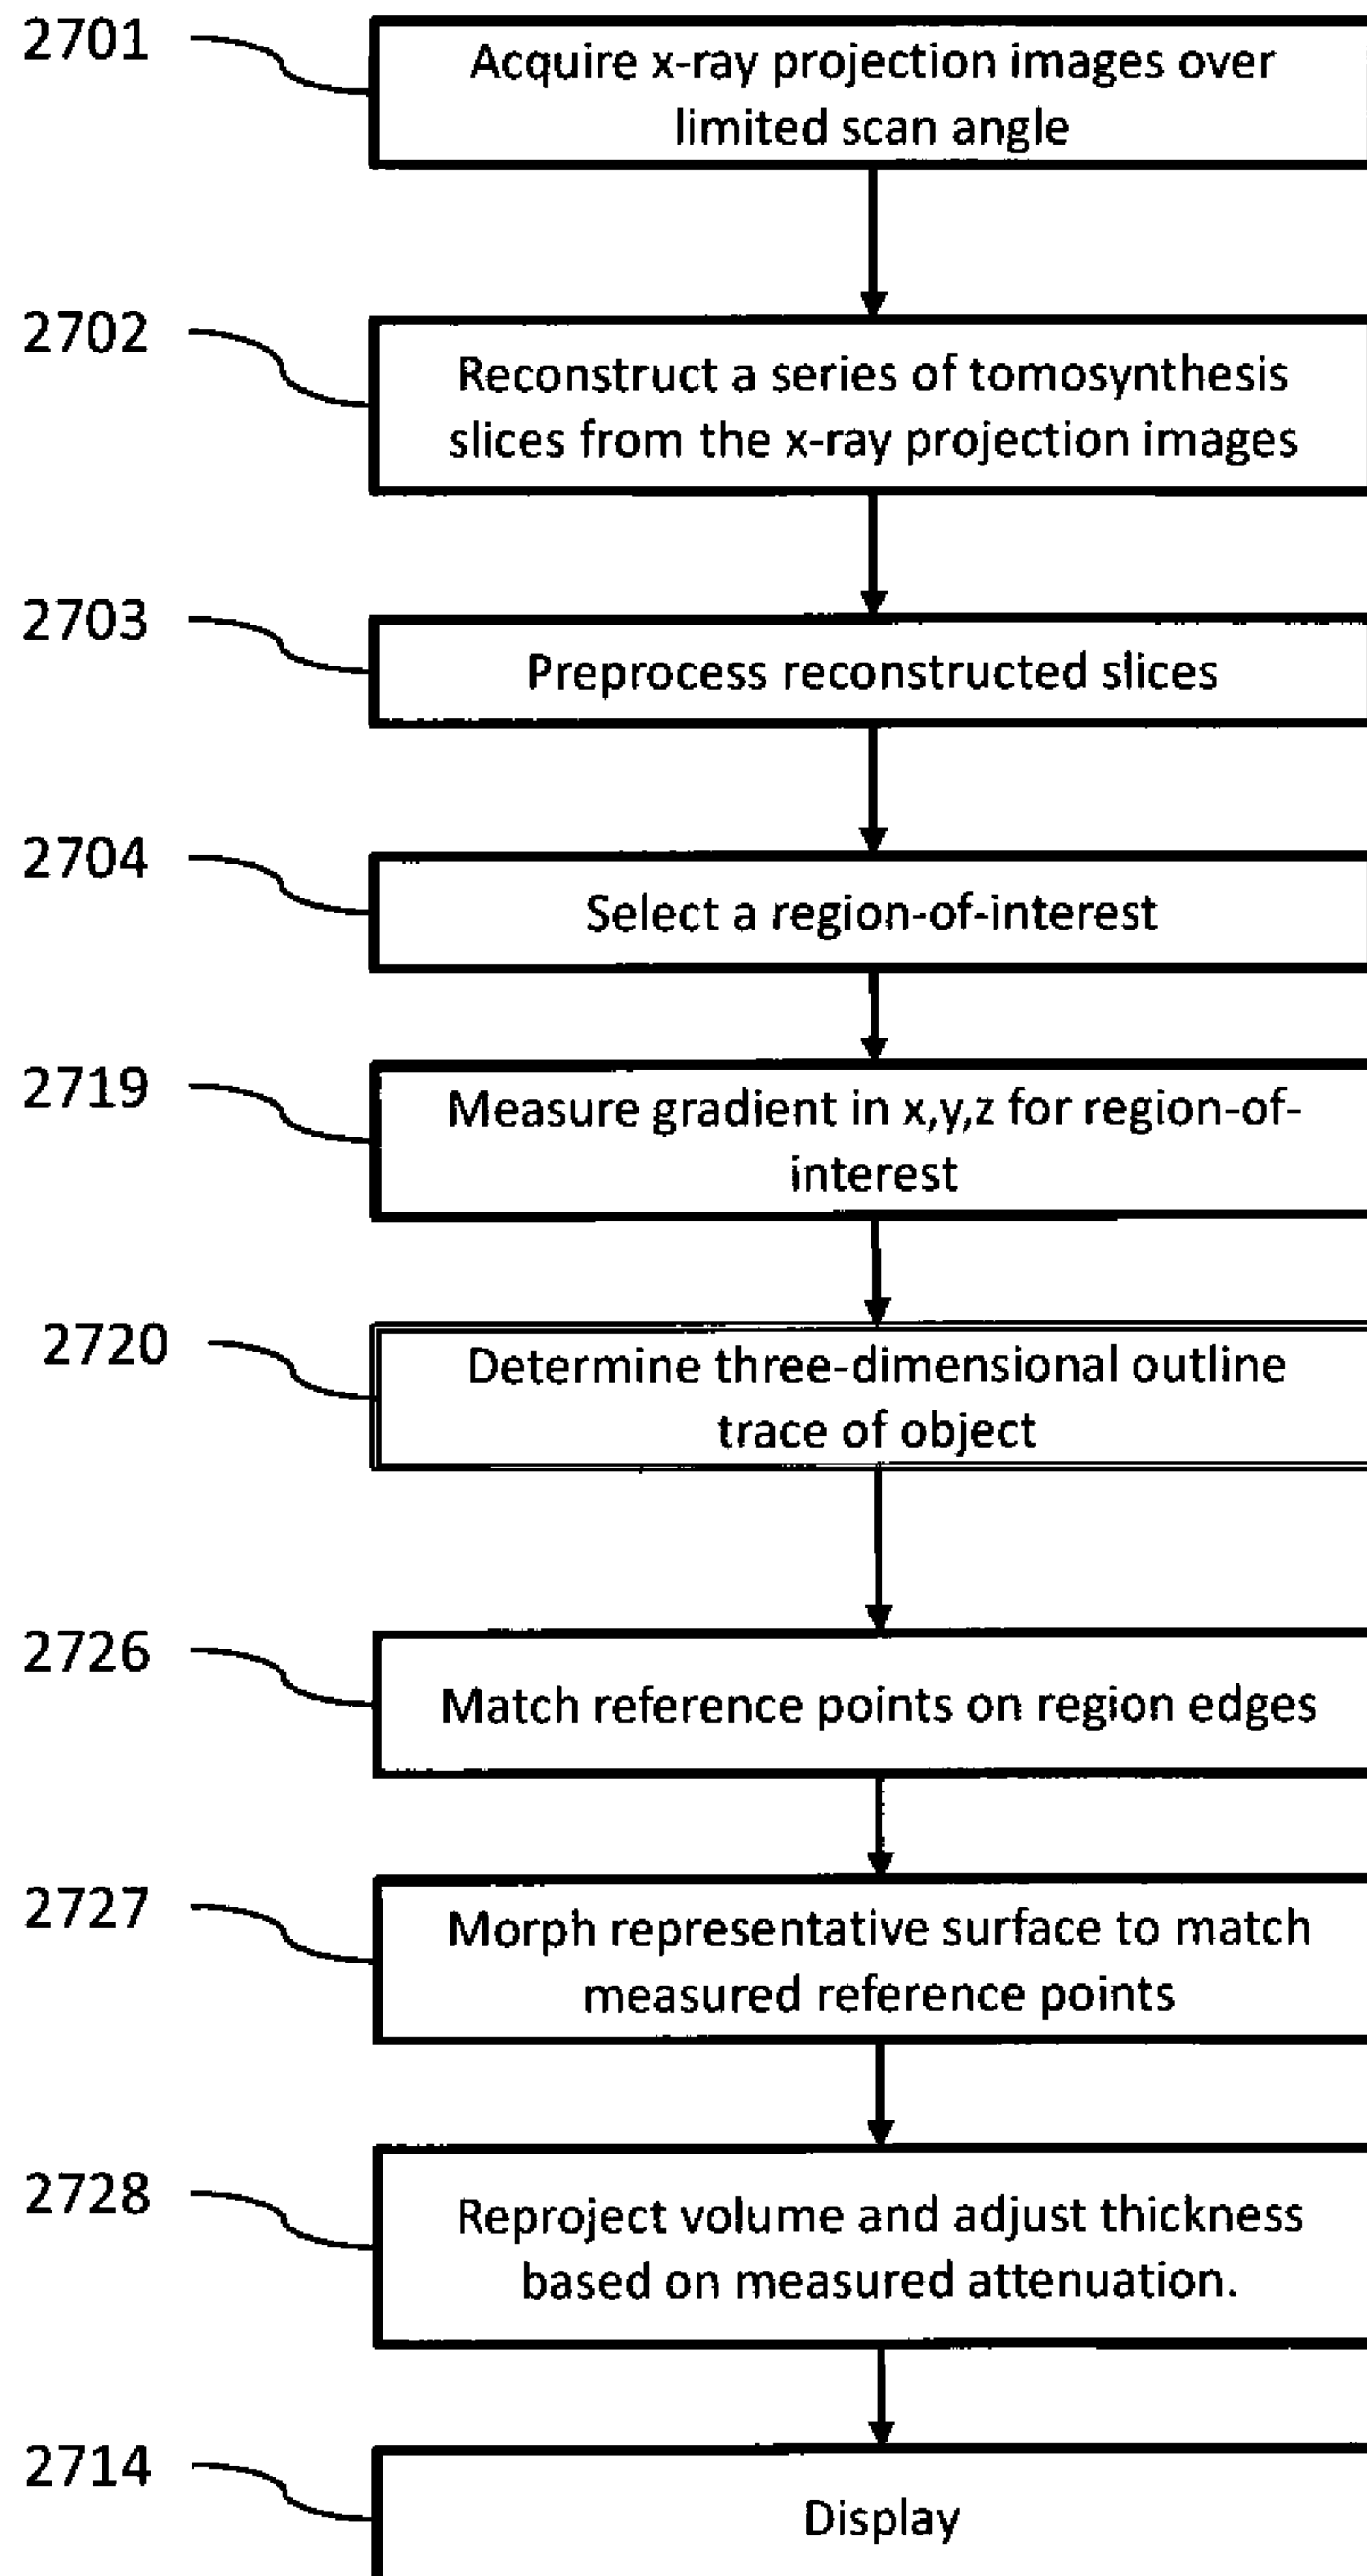 2701
Acquire x-ray projection images over
limited scan angle
2702
Reconstruct a series of tomosynthesis
slices from the x-ray projection images
2703
Preprocess reconstructed slices
2704
Select a region-of-interest
2719
Measure gradient in x,y,z for region-of-
interest
2720
Determine three-dimensional outline
trace of object
2726
Match reference points on region edges
2727
Morph representative surface to match
measured reference points
2728
Reproject volume and adjust thickness
based on measured attenuation.
2714
Display